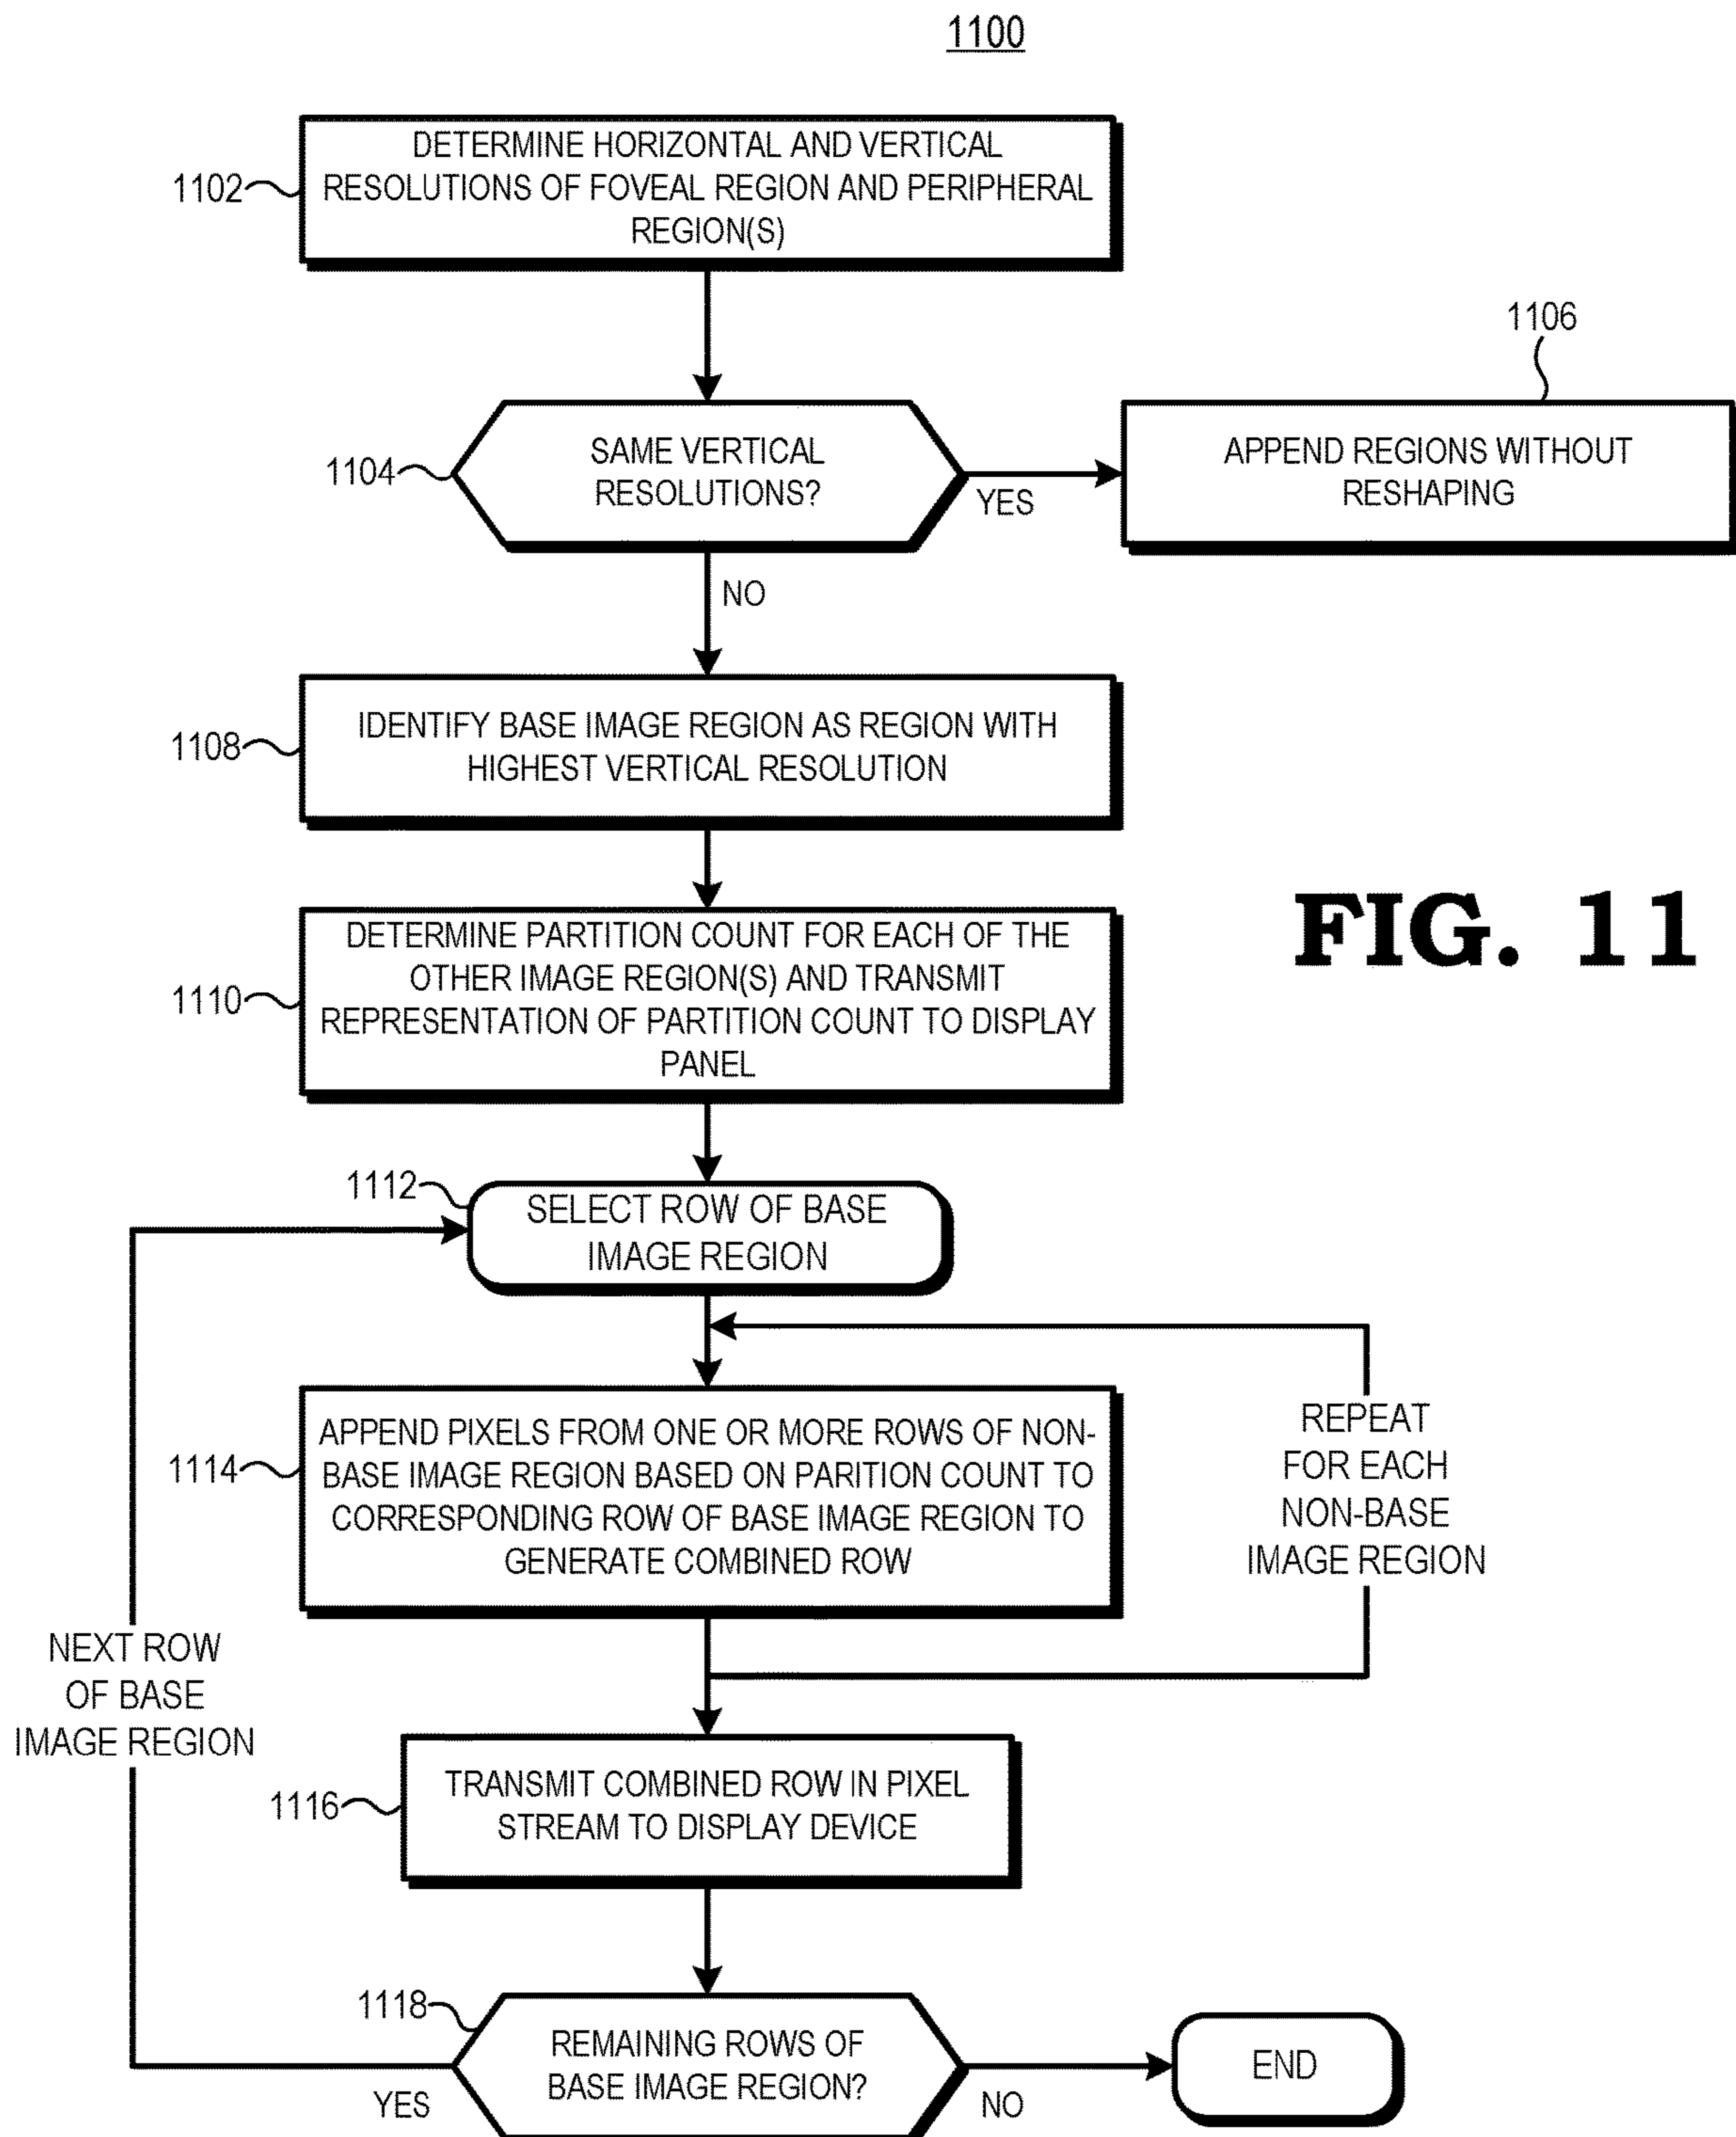 1100
DETERMINE HORIZONTAL AND VERTICAL
RESOLUTIONS OF FOVEAL REGION AND PERIPHERAL
REGION(S)
1102
1106
SAME VERTICAL
RESOLUTIONS?
1104
YES
APPEND REGIONS WITHOUT
RESHAPING
NO
IDENTIFY BASE IMAGE REGION AS REGION WITH
HIGHEST VERTICAL RESOLUTION
1108
DETERMINE PARTITION COUNT FOR EACH OF THE
OTHER IMAGE REGION(S) AND TRANSMIT
REPRESENTATION OF PARTITION COUNT TO DISPLAY
PANEL
1110
FIG. 11
1112
SELECT ROW OF BASE
IMAGE REGION
APPEND PIXELS FROM ONE OR MORE ROWS OF NON-
BASE IMAGE REGION BASED ON PARITION COUNT TO
CORRESPONDING ROW OF BASE IMAGE REGION TO
GENERATE COMBINED ROW
1114
REPEAT
FOR EACH
NON-BASE
IMAGE REGION
NEXT ROW
OF BASE
IMAGE REGION
TRANSMIT COMBINED ROW IN PIXEL
STREAM TO DISPLAY DEVICE
1116
1118
REMAINING ROWS OF
BASE IMAGE REGION?
YES
NO
END